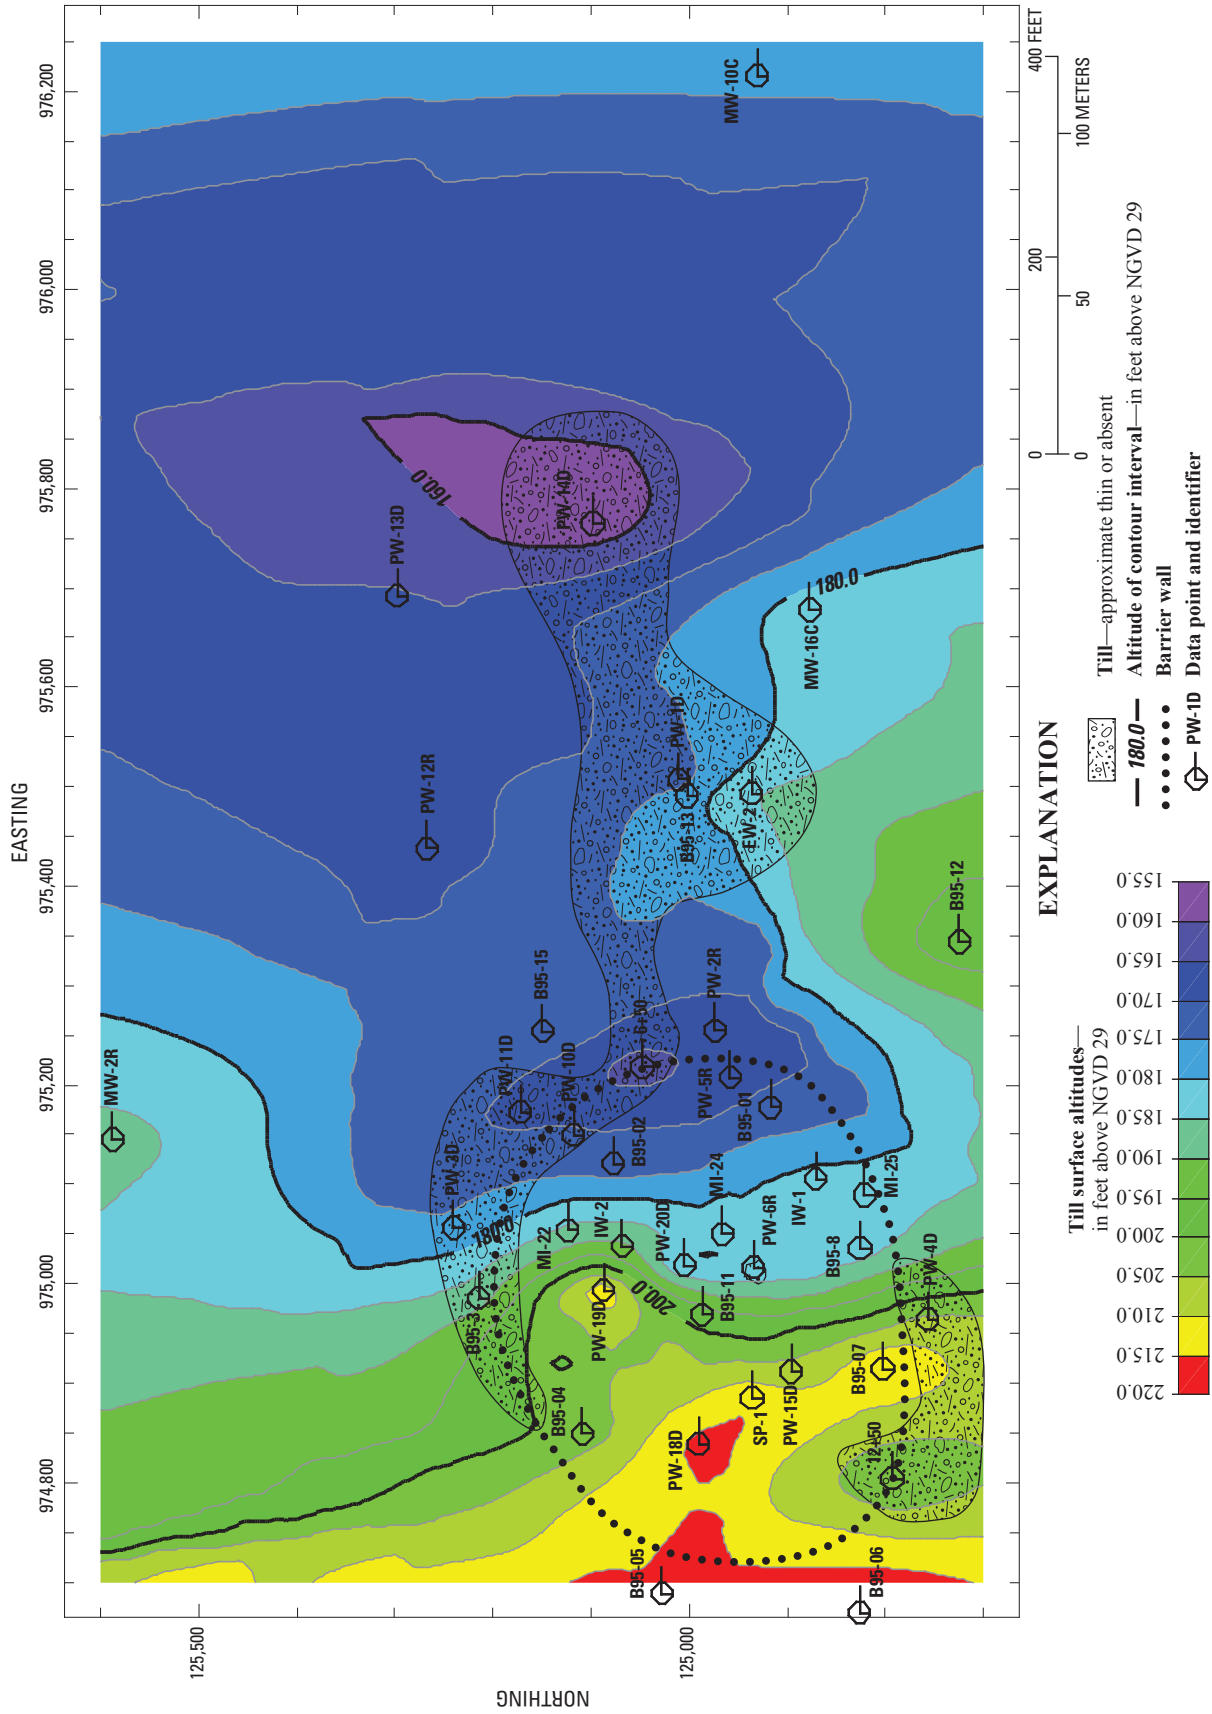 EASTING
974,800
975,000
975,200
975,400
975,600
975,800
976,000
976,200
NORTHING
125,500
125,000
MW-2R
PW-12R
PW-13D
B95-15
PW-11D
PW-10D
PW-3D
180.0
B95-3
B95-04
MI-22
IW-2
PW-19D
B95-02
6+50
PW-2R
PW-5R
B95-01
MI-24
PW-20D
PW-6R
IW-1
MI-25
B95-8
B95-11
200.0
PW-4D
B95-07
PW-15D
SP-1
PW-18D
12+50
B95-05
B95-06
B95-12
PW-1D
B95-13
EW-2
MW-16C
180.0
PW-14D
160.0
MW-10C
0 200 400 FEET
0 50 100 METERS
EXPLANATION
Till surface altitudes—
in feet above NGVD 29
220.0
215.0
210.0
205.0
200.0
195.0
190.0
185.0
180.0
175.0
170.0
165.0
160.0
155.0
Till—approximate thin or absent
180.0 Altitude of contour interval—in feet above NGVD 29
Barrier wall
PW-1D Data point and identifier